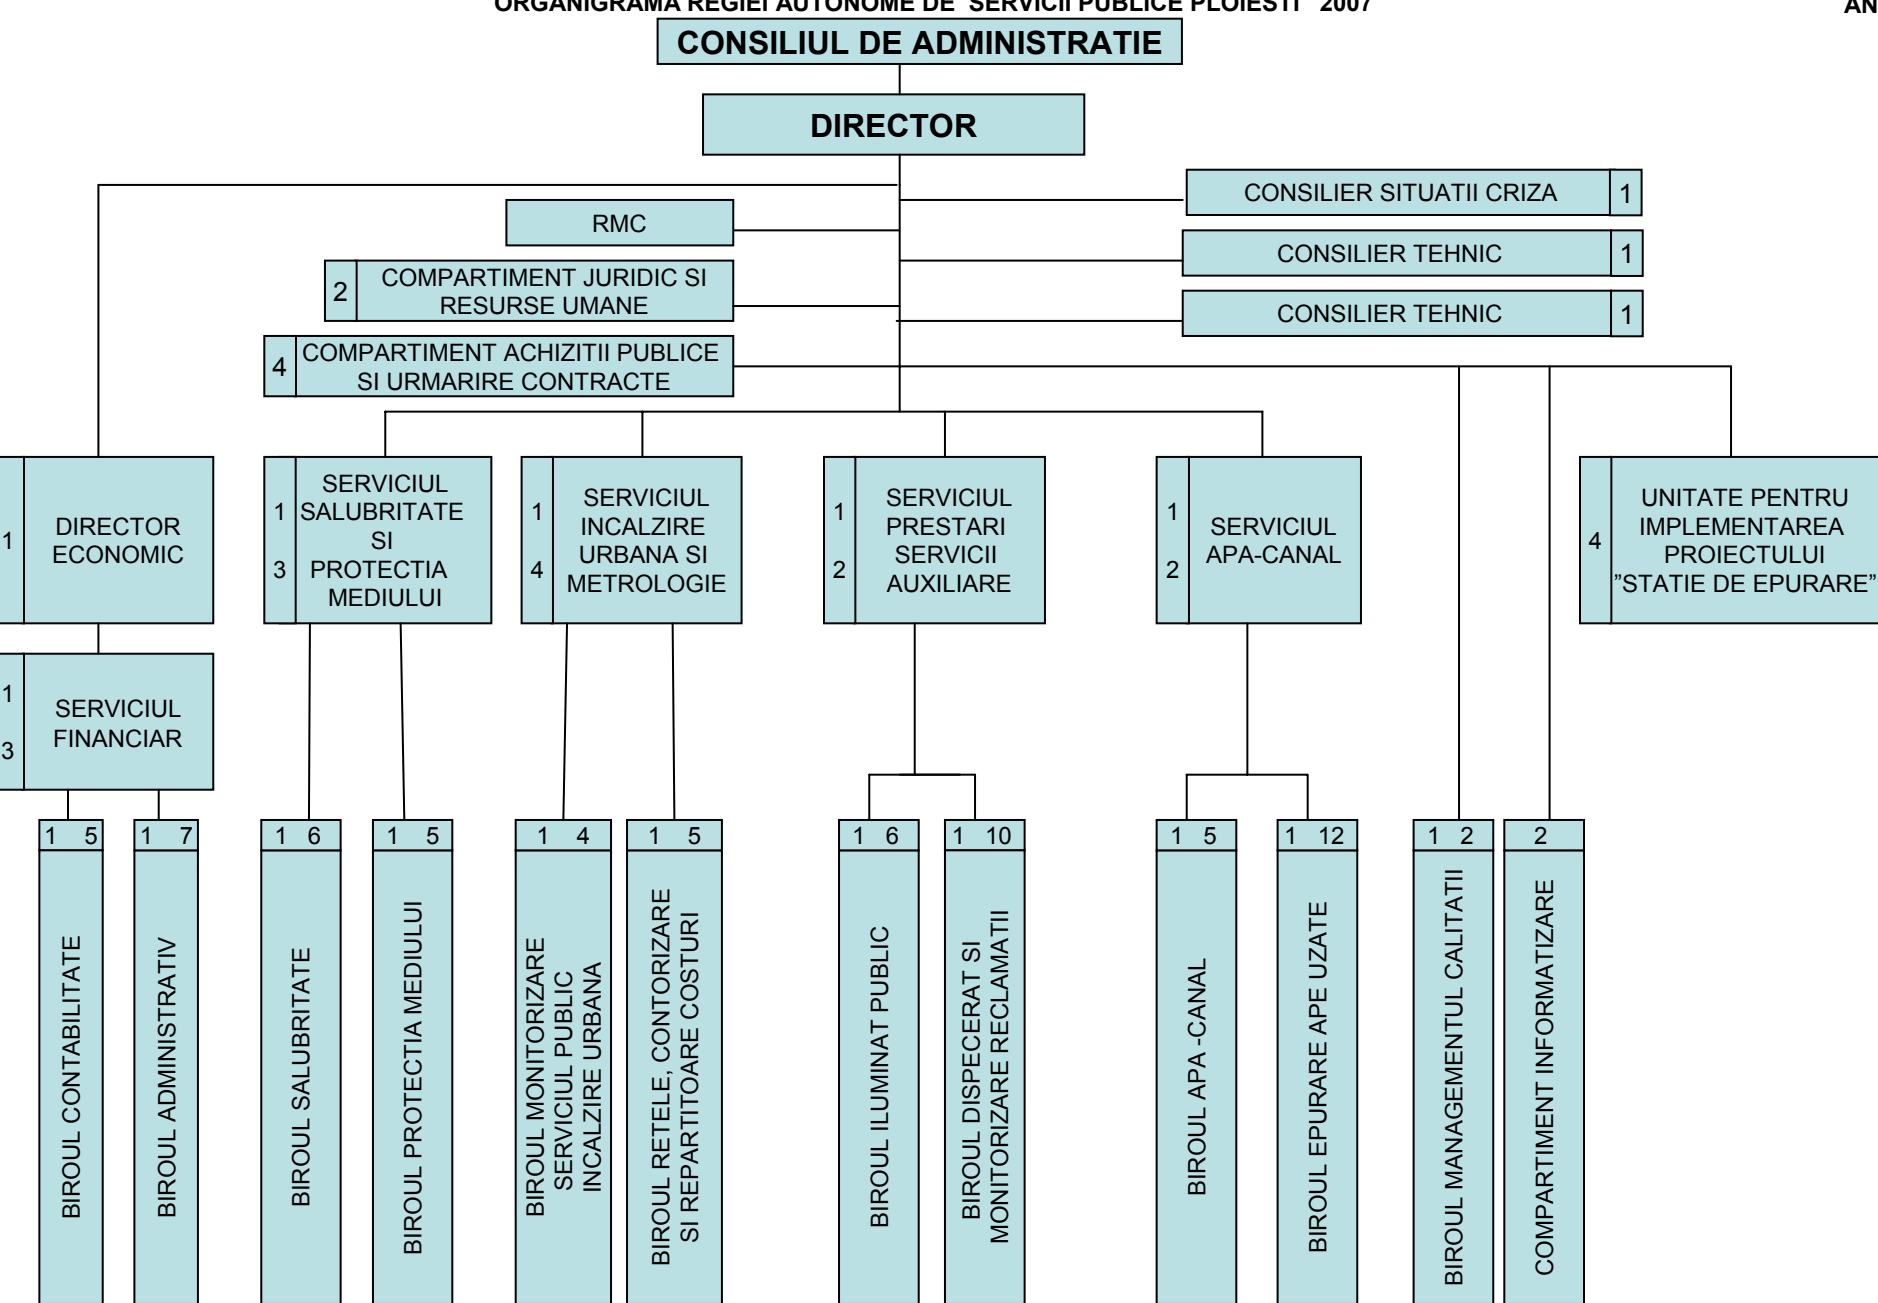 ORGANIGRAMA REGIEI AUTONOME DE SERVICII PUBLICE PLOIESTI 2007
AN
CONSILIUL DE ADMINISTRATIE
DIRECTOR
CONSILIER SITUATII CRIZA 1
RMC
CONSILIER TEHNIC 1
2 COMPARTIMENT JURIDIC SI
RESURSE UMANE
CONSILIER TEHNIC 1
4 COMPARTIMENT ACHIZITII PUBLICE
SI URMARIRE CONTRACTE
1
DIRECTOR
ECONOMIC
1
3
SERVICIUL
SALUBRITATE
SI
PROTECTIA
MEDIULUI
1
4
SERVICIUL
INCALZIRE
URBANA SI
METROLOGIE
1
2
SERVICIUL
PRESTARI
SERVICII
AUXILIARE
1
2
SERVICIUL
APA-CANAL
4
UNITATE PENTRU
IMPLEMENTAREA
PROIECTULUI
”STATIE DE EPURARE”
1
3
SERVICIUL
FINANCIAR
1 5
BIROUL CONTABILITATE
1 7
BIROUL ADMINISTRATIV
1 6
BIROUL SALUBRITATE
1 5
BIROUL PROTECTIA MEDIULUI
1 4
BIROUL MONITORIZARE
SERVICIUL PUBLIC
INCALZIRE URBANA
1 5
BIROUL RETELE, CONTORIZARE
SI REPARTITOARE COSTURI
1 6
BIROUL ILUMINAT PUBLIC
1 10
BIROUL DISPECERAT SI
MONITORIZARE RECLAMATII
1 5
BIROUL APA -CANAL
1 12
BIROUL EPURARE APE UZATE
1 2
BIROUL MANAGEMENTUL CALITATII
2
COMPARTIMENT INFORMATIZARE